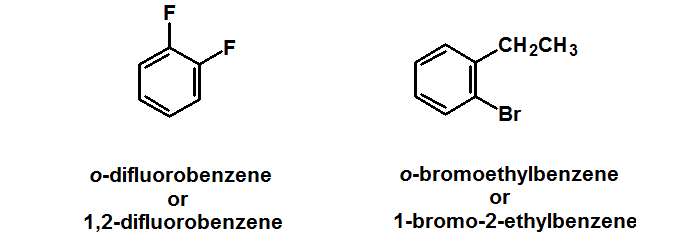 F
F
CH2CH3
Br
o-difluorobenzene
or
1,2-difluorobenzene
o-bromoethylbenzene
or
1-bromo-2-ethylbenzene